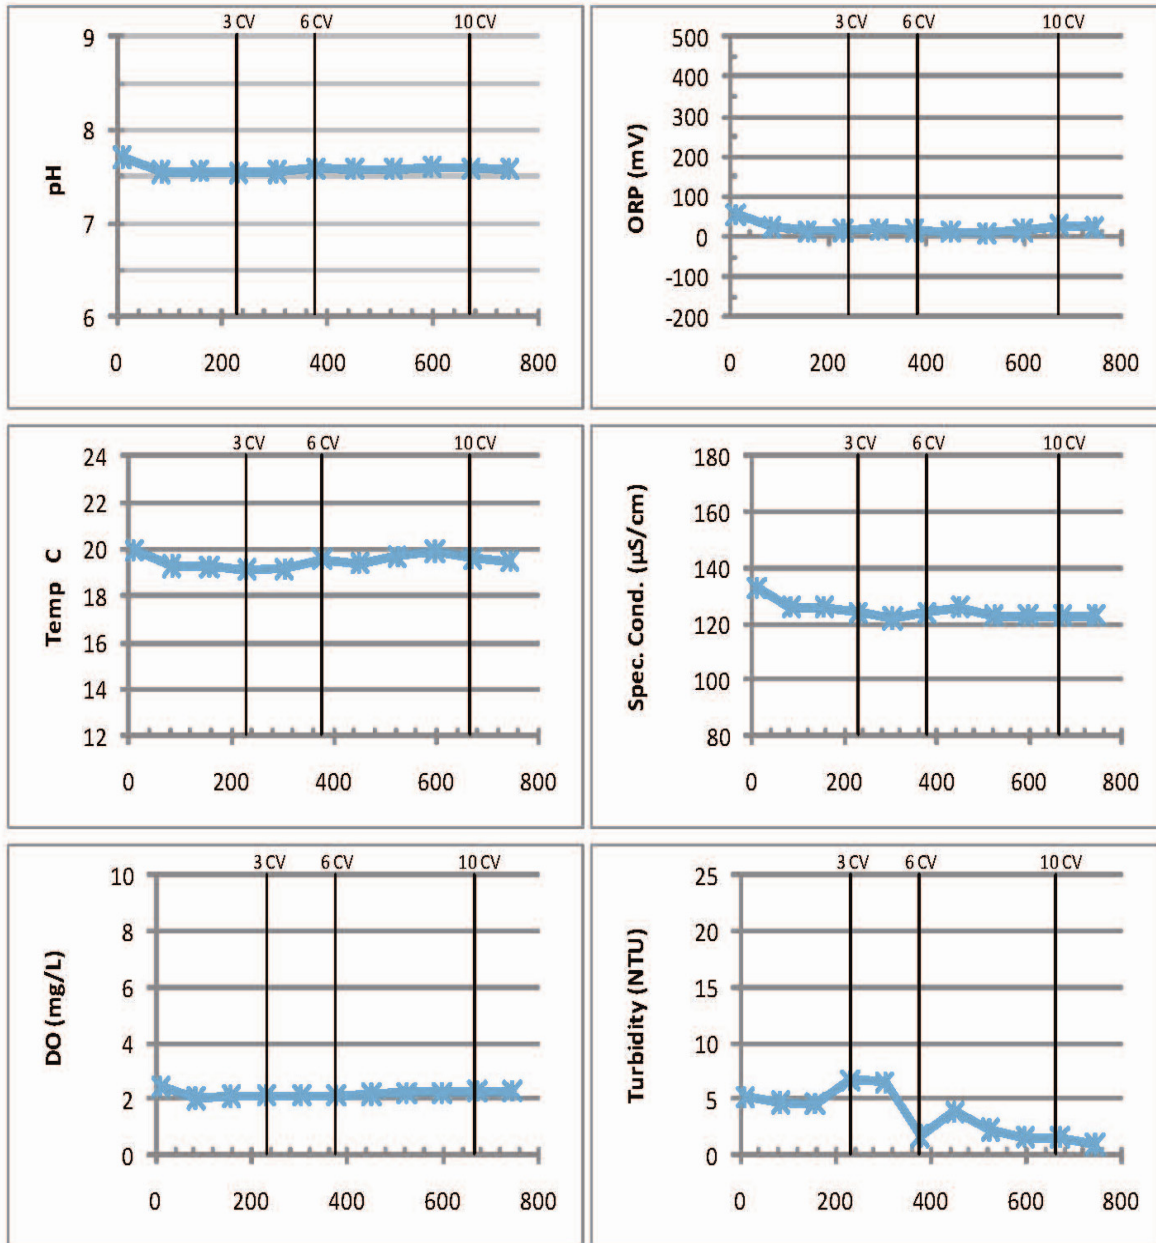 3 CV 6 CV 10 CV
9
8
7
6
pH
0 200 400 600 800
3 CV 6 CV 10 CV
500
400
300
200
100
0
-100
-200
ORP (mV)
0 200 400 600 800
3 CV 6 CV 10 CV
24
22
20
18
16
14
12
Temp C
0 200 400 600 800
3 CV 6 CV 10 CV
180
160
140
120
100
80
Spec. Cond. (µS/cm)
0 200 400 600 800
3 CV 6 CV 10 CV
10
8
6
4
2
0
DO (mg/L)
0 200 400 600 800
3 CV 6 CV 10 CV
25
20
15
10
5
0
Turbidity (NTU)
0 200 400 600 800